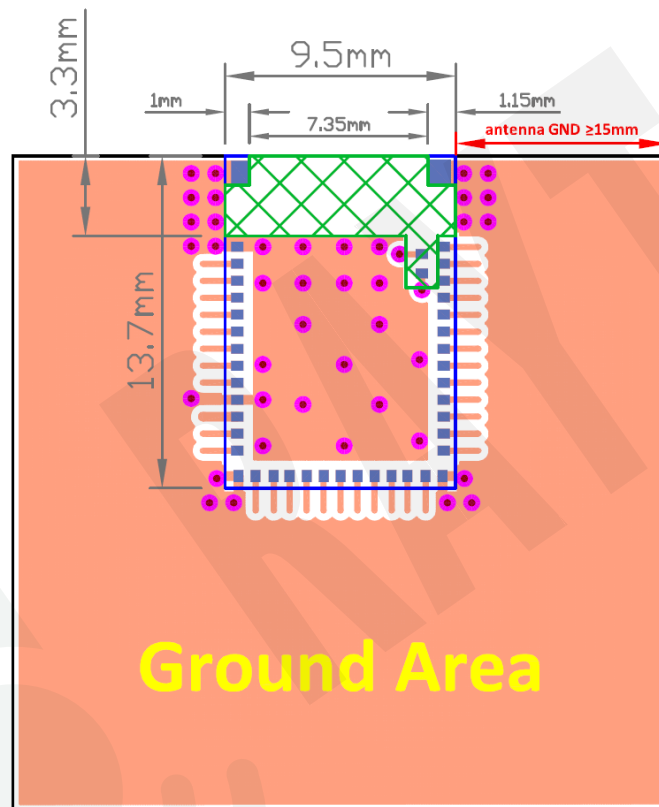 9.5mm
3.3mm
1mm
7.35mm
1.15mm
antenna GND ≥15mm
13.7mm
Ground Area